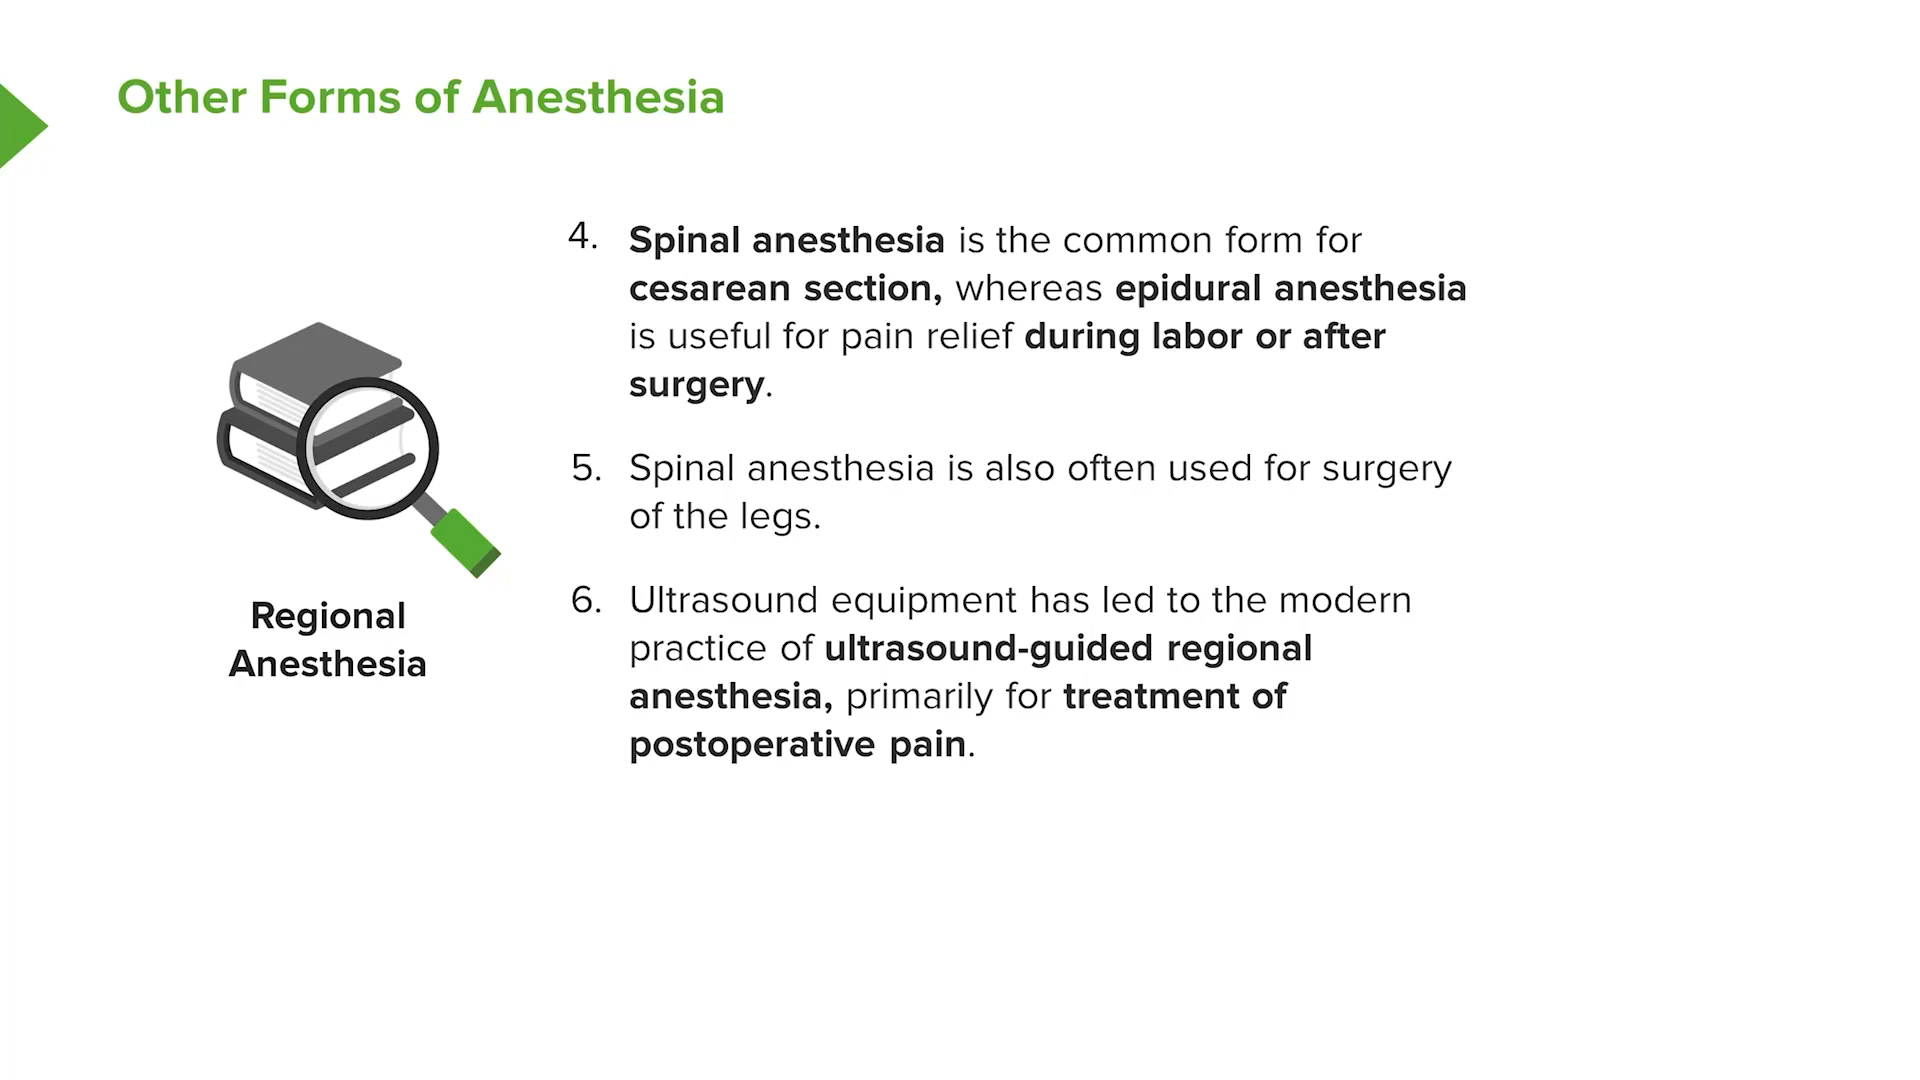 Other Forms of Anesthesia
4. Spinal anesthesia is the common form for
cesarean section, whereas epidural anesthesia
is useful for pain relief during labor or after
surgery.
5. Spinal anesthesia is also often used for surgery
of the legs.
6. Ultrasound equipment has led to the modern
practice of ultrasound-guided regional
anesthesia, primarily for treatment of
postoperative pain.
Regional
Anesthesia